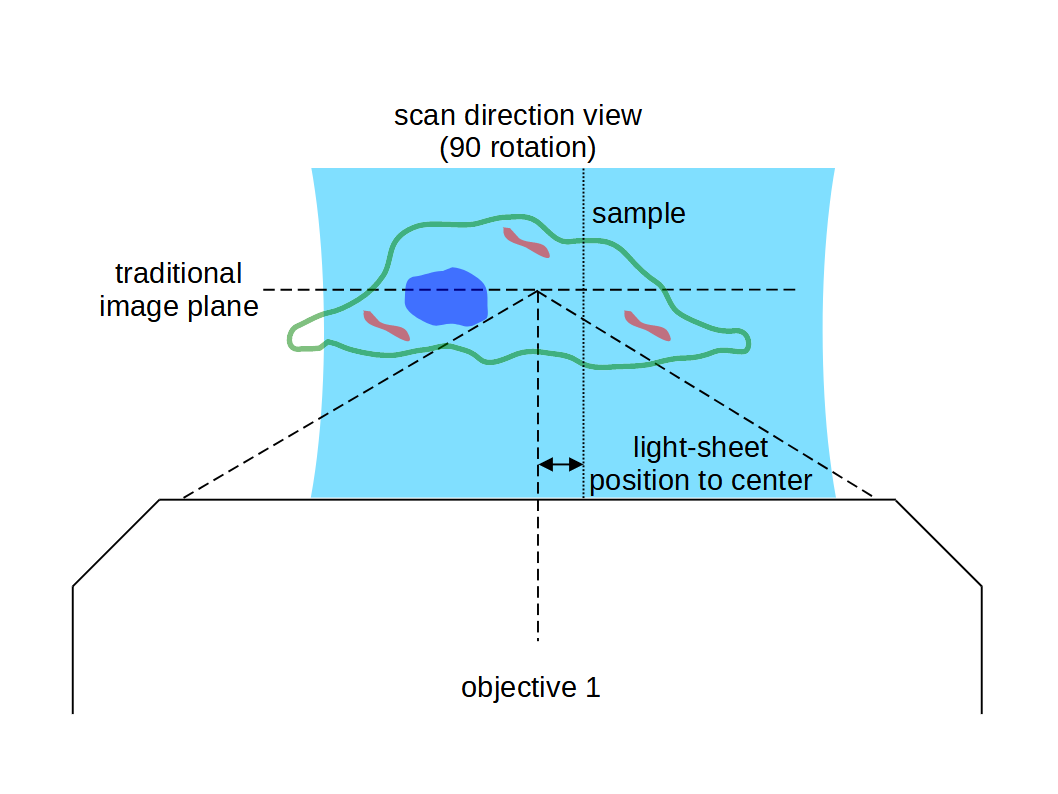 scan direction view
(90 rotation)
sample
traditional
image plane
light-sheet
position to center
objective 1